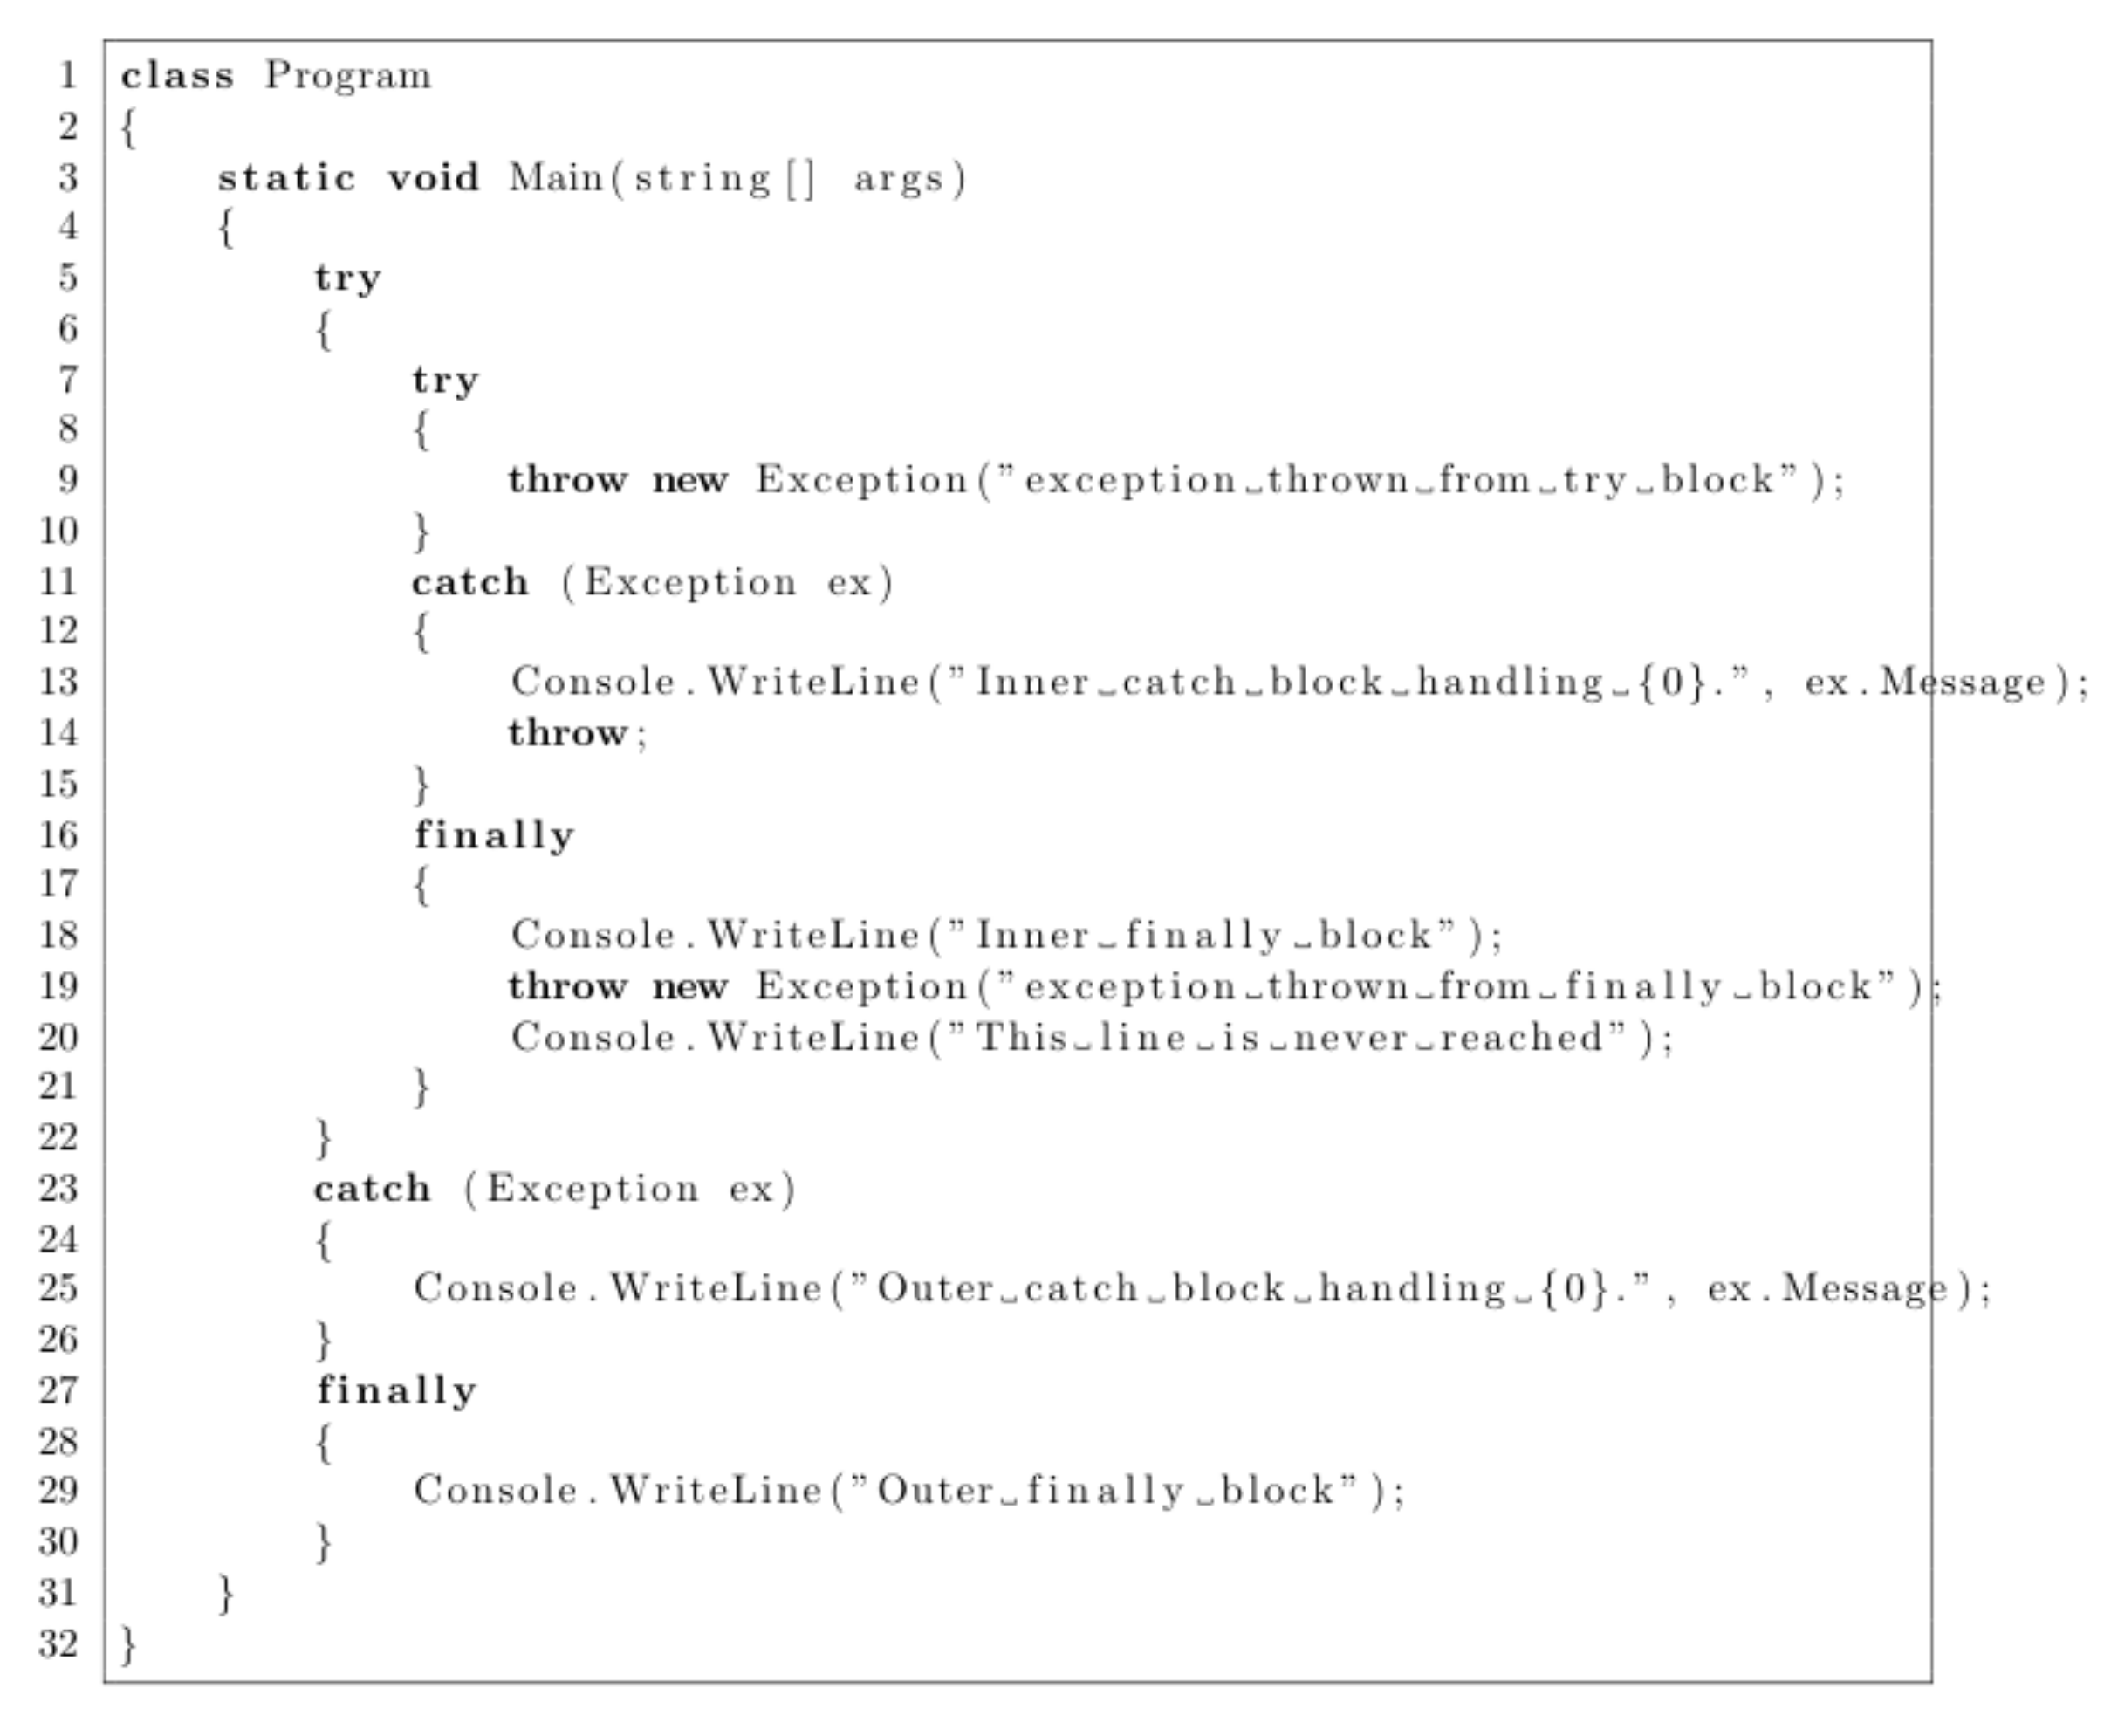 1 class Program
2 {
3     static void Main(string[] args)
4     {
5         try
6         {
7             try
8             {
9                 throw new Exception("exception␣thrown␣from␣try␣block");
10             }
11             catch (Exception ex)
12             {
13                 Console.WriteLine("Inner␣catch␣block␣handling␣{0}.", ex.Message);
14                 throw;
15             }
16             finally
17             {
18                 Console.WriteLine("Inner␣finally␣block");
19                 throw new Exception("exception␣thrown␣from␣finally␣block");
20                 Console.WriteLine("This␣line␣is␣never␣reached");
21             }
22         }
23         catch (Exception ex)
24         {
25             Console.WriteLine("Outer␣catch␣block␣handling␣{0}.", ex.Message);
26         }
27         finally
28         {
29             Console.WriteLine("Outer␣finally␣block");
30         }
31     }
32 }